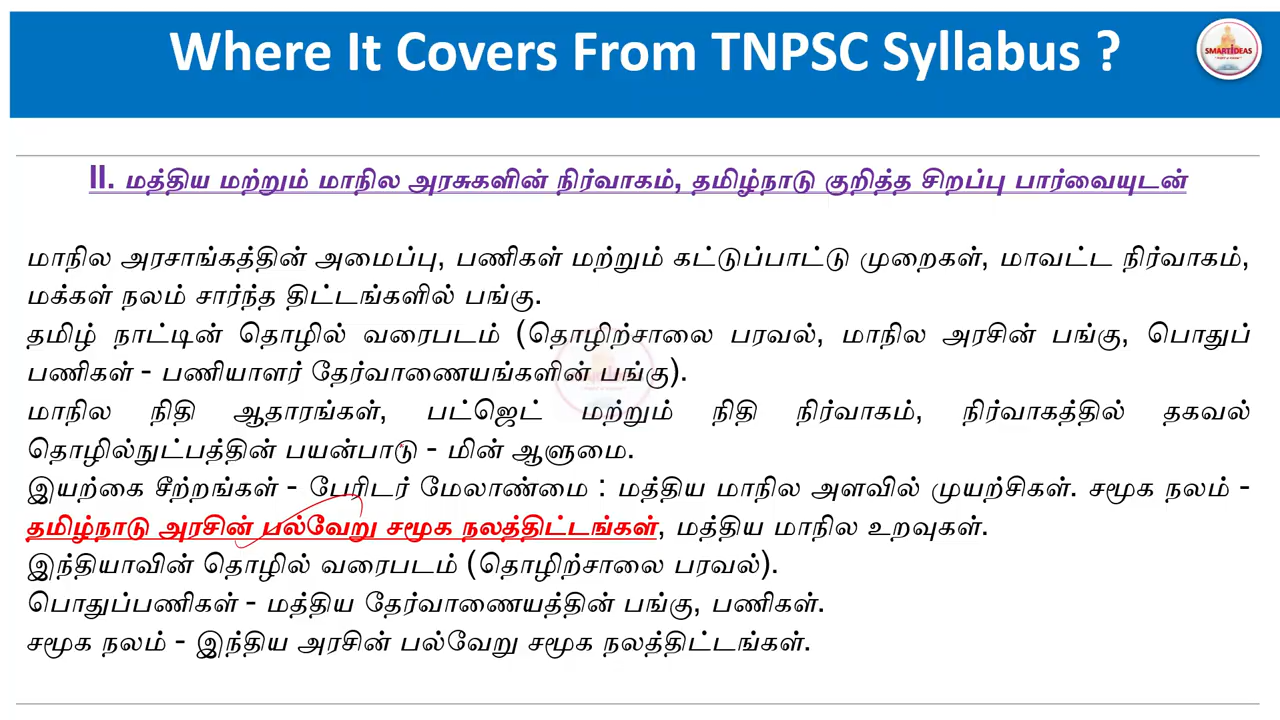 Where It Covers From TNPSC Syllabus ?
SMART IDEAS
II. மத்திய மற்றும் மாநில அரசுகளின் நிர்வாகம், தமிழ்நாடு குறித்த சிறப்பு பார்வையுடன்
மாநில அரசாங்கத்தின் அமைப்பு, பணிகள் மற்றும் கட்டுப்பாட்டு முறைகள், மாவட்ட நிர்வாகம்,
மக்கள் நலம் சார்ந்த திட்டங்களில் பங்கு.
தமிழ் நாட்டின் தொழில் வரைபடம் (தொழிற்சாலை பரவல், மாநில அரசின் பங்கு, பொதுப்
பணிகள் - பணியாளர் தேர்வாணையங்களின் பங்கு).
மாநில நிதி ஆதாரங்கள், பட்ஜெட் மற்றும் நிதி நிர்வாகம், நிர்வாகத்தில் தகவல்
தொழில்நுட்பத்தின் பயன்பாடு - மின் ஆளுமை.
இயற்கை சீற்றங்கள் - பேரிடர் மேலாண்மை : மத்திய மாநில அளவில் முயற்சிகள். சமூக நலம் -
தமிழ்நாடு அரசின் பல்வேறு சமூக நலத்திட்டங்கள், மத்திய மாநில உறவுகள்.
இந்தியாவின் தொழில் வரைபடம் (தொழிற்சாலை பரவல்).
பொதுப்பணிகள் - மத்திய தேர்வாணையத்தின் பங்கு, பணிகள்.
சமூக நலம் - இந்திய அரசின் பல்வேறு சமூக நலத்திட்டங்கள்.